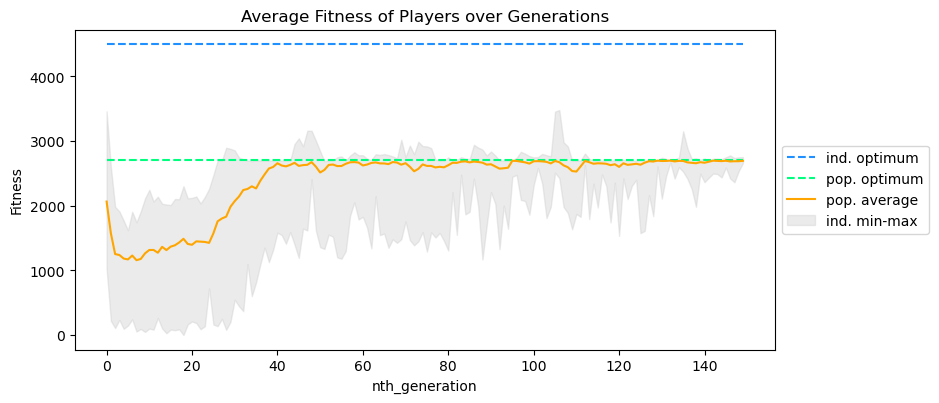 Average Fitness of Players over Generations
Fitness
4000
3000
2000
1000
0
0 20 40 60 80 100 120 140
nth_generation
ind. optimum
pop. optimum
pop. average
ind. min-max